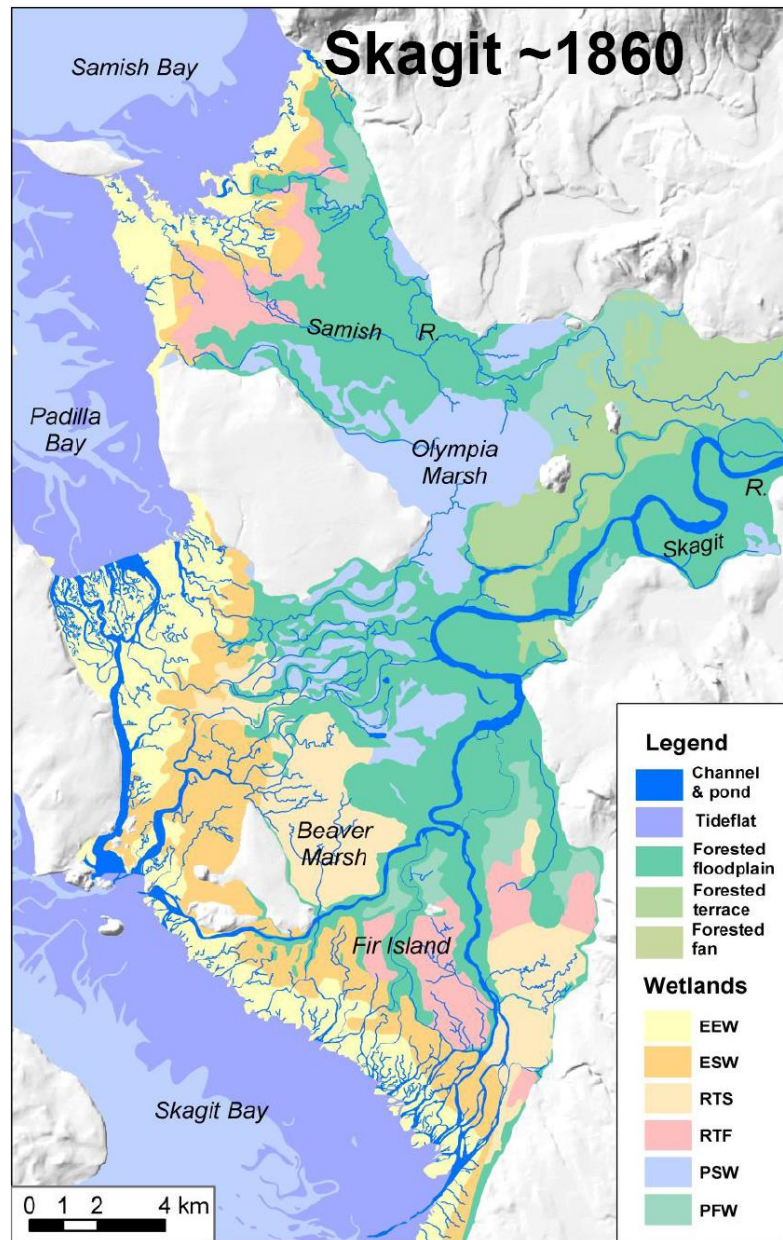 Skagit ~1860
Samish Bay
Samish R.
Padilla
Bay
Olympia
Marsh
R.
Skagit
Beaver
Marsh
Fir Island
Skagit Bay
0 1 2 4 km
Legend
Channel
& pond
Tideflat
Forested
floodplain
Forested
terrace
Forested
fan
Wetlands
EEW
ESW
RTS
RTF
PSW
PFW